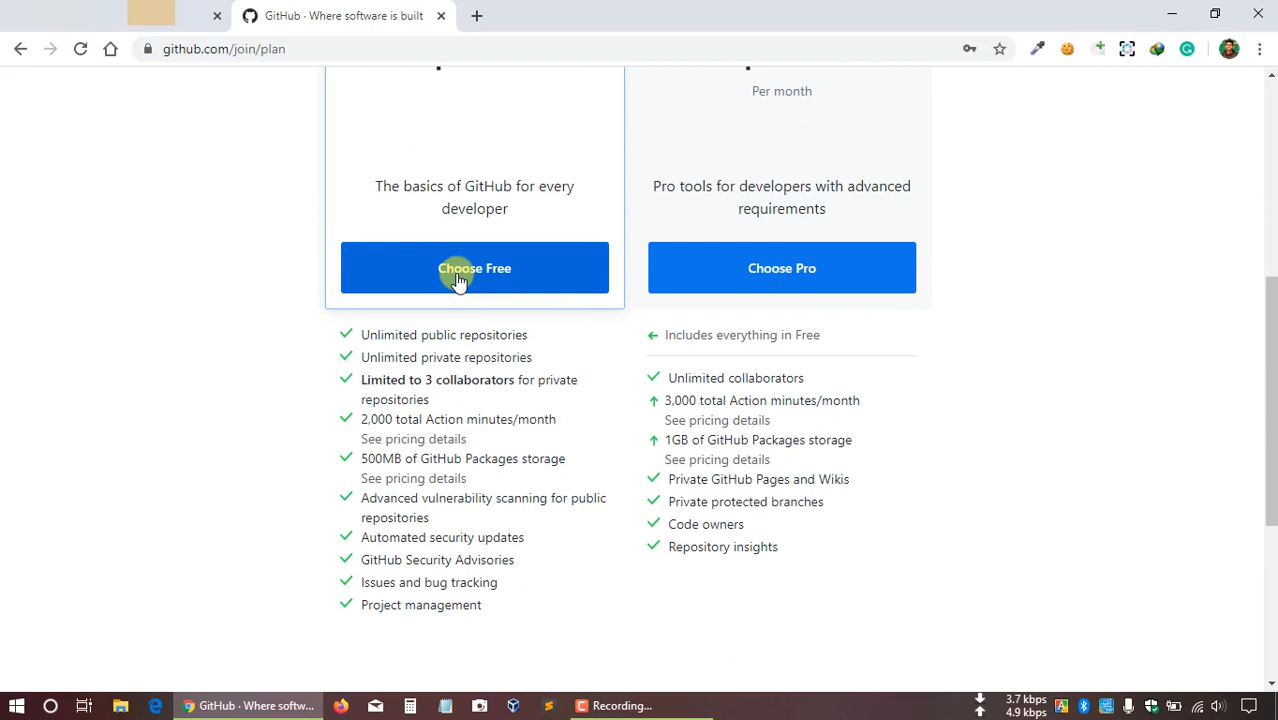 GitHub · Where software is built
github.com/join/plan
Per month
The basics of GitHub for every
developer
Pro tools for developers with advanced
requirements
Choose Free
Choose Pro
Unlimited public repositories
Unlimited private repositories
Limited to 3 collaborators for private
repositories
2,000 total Action minutes/month
See pricing details
500MB of GitHub Packages storage
See pricing details
Advanced vulnerability scanning for public
repositories
Automated security updates
GitHub Security Advisories
Issues and bug tracking
Project management
Includes everything in Free
Unlimited collaborators
3,000 total Action minutes/month
See pricing details
1GB of GitHub Packages storage
See pricing details
Private GitHub Pages and Wikis
Private protected branches
Code owners
Repository insights
GitHub · Where softw...
Recording...
3.7 kbps
4.9 kbps